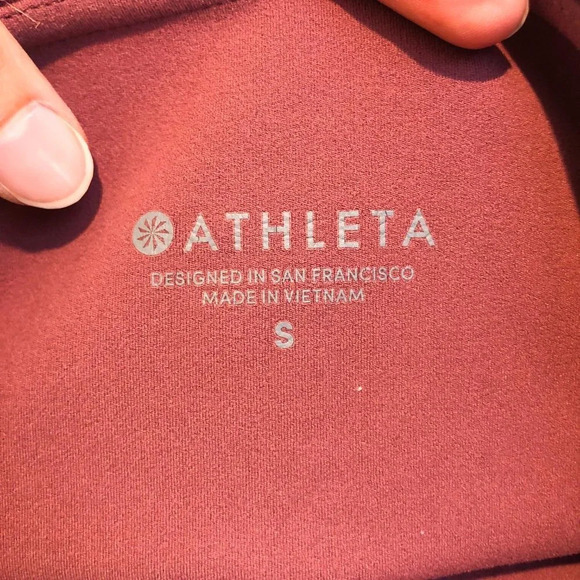 ATHLETA
DESIGNED IN SAN FRANCISCO
MADE IN VIETNAM
S